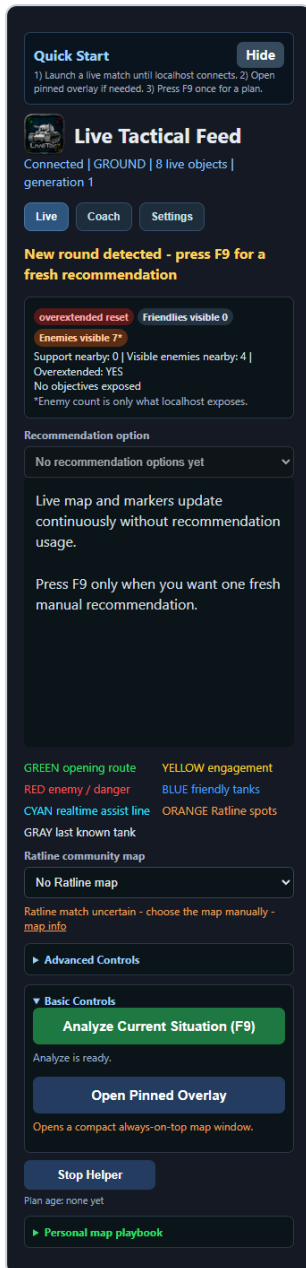 Quick Start
Hide
1) Launch a live match until localhost connects. 2) Open
pinned overlay if needed. 3) Press F9 once for a plan.
Live Tactical Feed
Connected | GROUND | 8 live objects |
generation 1
Live
Coach
Settings
New round detected - press F9 for a
fresh recommendation
overextended reset
Friendlies visible 0
Enemies visible 7*
Support nearby: 0 | Visible enemies nearby: 4 |
Overextended: YES
No objectives exposed
*Enemy count is only what localhost exposes.
Recommendation option
No recommendation options yet
Live map and markers update
continuously without recommendation
usage.
Press F9 only when you want one fresh
manual recommendation.
GREEN opening route
YELLOW engagement
RED enemy / danger
BLUE friendly tanks
CYAN realtime assist line
ORANGE Ratline spots
GRAY last known tank
Ratline community map
No Ratline map
Ratline match uncertain - choose the map manually -
map info
▸ Advanced Controls
▾ Basic Controls
Analyze Current Situation (F9)
Analyze is ready.
Open Pinned Overlay
Opens a compact always-on-top map window.
Stop Helper
Plan age: none yet
▸ Personal map playbook